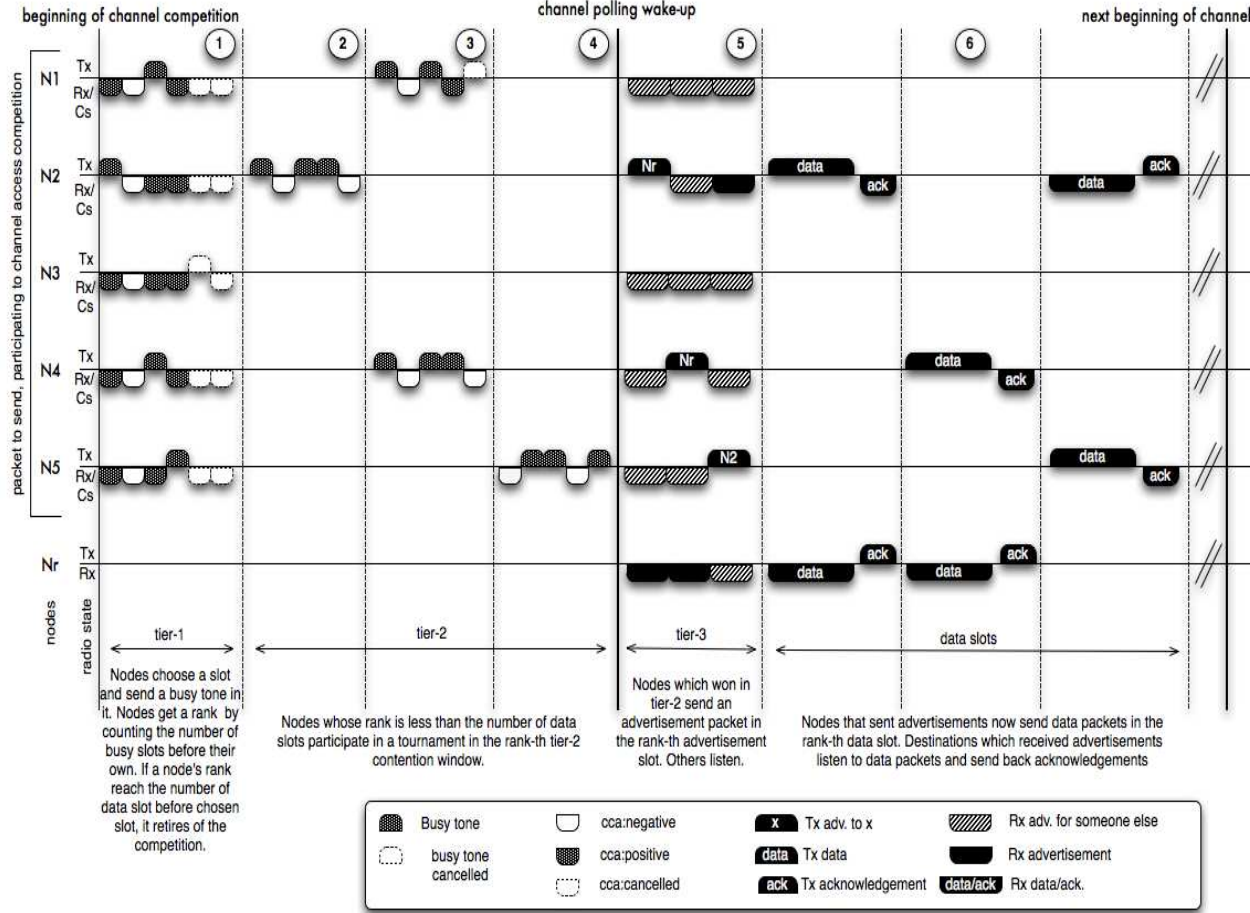 beginning of channel competition
channel polling wake-up
next beginning of channel
1
2
3
4
5
6
packet to send, participating to channel access competition
N1
Tx
Rx/
Cs
N2
Tx
Rx/
Cs
Nr
data
ack
data
ack
N3
Tx
Rx/
Cs
N4
Tx
Rx/
Cs
Nr
data
ack
N5
Tx
Rx/
Cs
N2
data
ack
Nr
Tx
Rx
data
ack
data
ack
nodes
radio state
tier-1
tier-2
tier-3
data slots
Nodes choose a slot
and send a busy tone in
it. Nodes get a rank by
counting the number of
busy slots before their
own. If a node's rank
reach the number of
data slot before chosen
slot, it retires of the
competition.
Nodes whose rank is less than the number of data
slots participate in a tournament in the rank-th tier-2
contention window.
Nodes which won in
tier-2 send an
advertisement packet in
the rank-th advertisement
slot. Others listen.
Nodes that sent advertisements now send data packets in the
rank-th data slot. Destinations which received advertisements
listen to data packets and send back acknowledgements
Busy tone
cca:negative
x Tx adv. to x
Rx adv. for someone else
busy tone
cancelled
cca:positive
data Tx data
Rx advertisement
cca:cancelled
ack Tx acknowledgement
data/ack Rx data/ack.